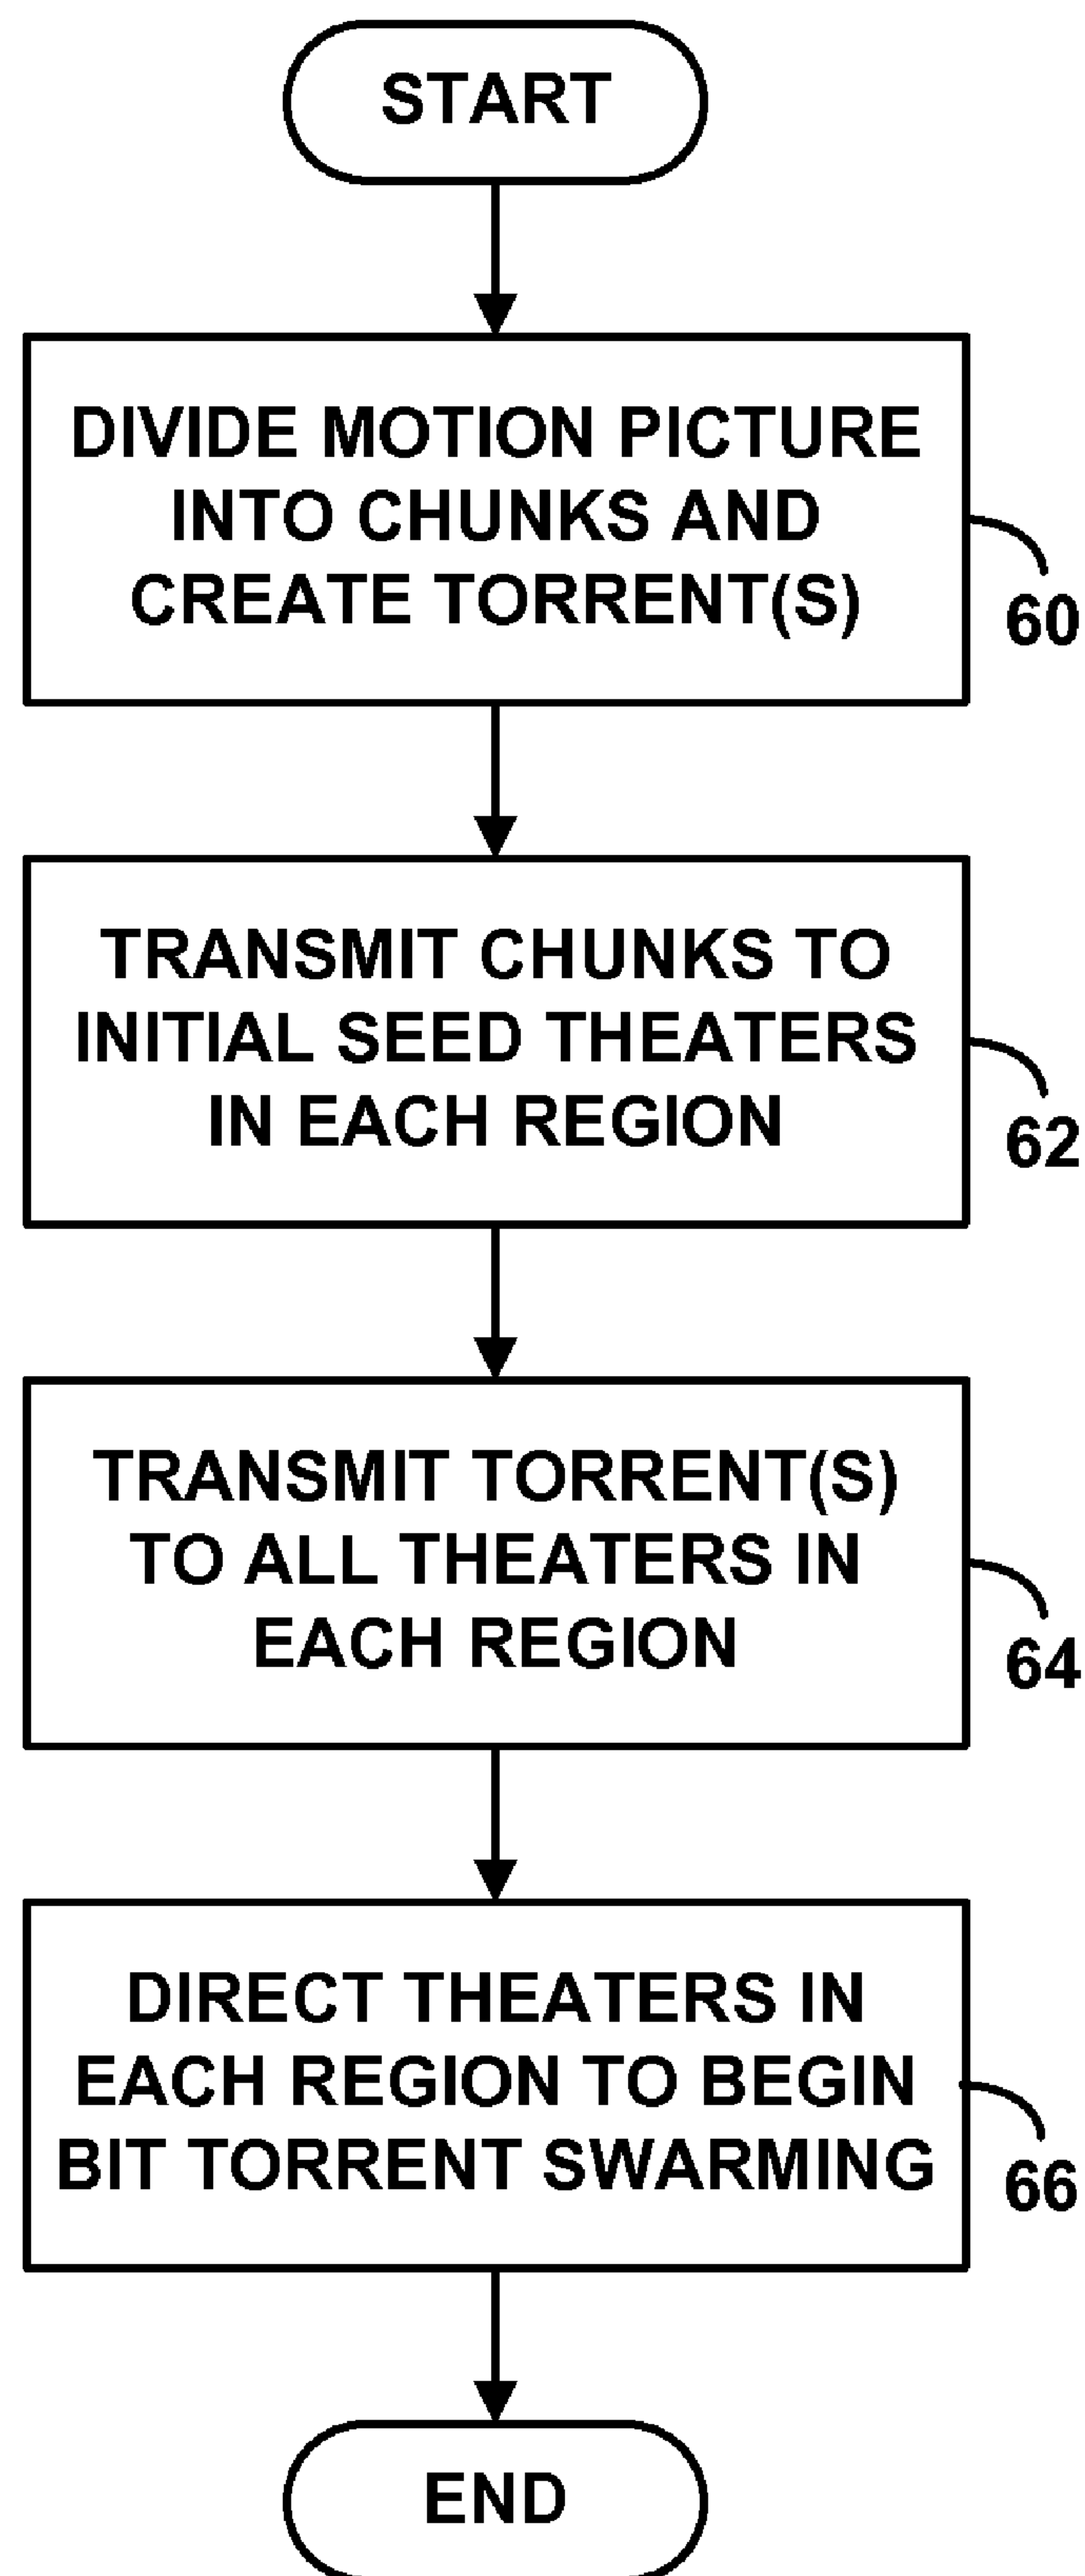 START
DIVIDE MOTION PICTURE
INTO CHUNKS AND
CREATE TORRENT(S)
60
TRANSMIT CHUNKS TO
INITIAL SEED THEATERS
IN EACH REGION
62
TRANSMIT TORRENT(S)
TO ALL THEATERS IN
EACH REGION
64
DIRECT THEATERS IN
EACH REGION TO BEGIN
BIT TORRENT SWARMING
66
END